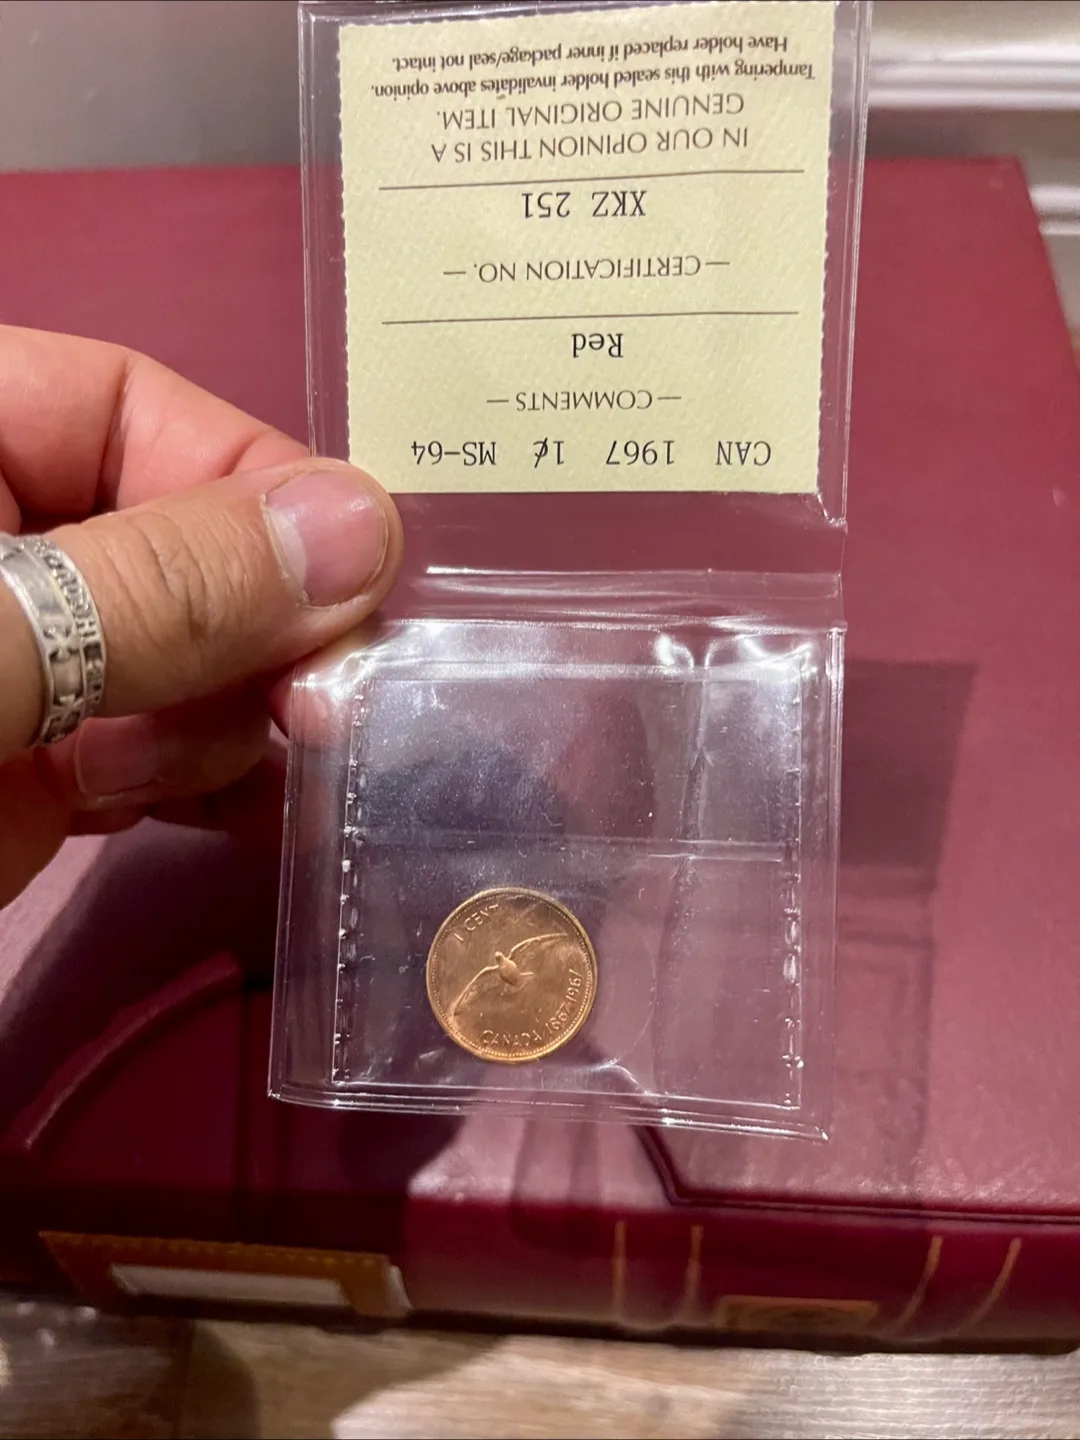 CAN 1967 1¢ MS-64
— COMMENTS —
Red
— CERTIFICATION NO. —
XKZ 251
IN OUR OPINION THIS IS A
GENUINE ORIGINAL ITEM.
Tampering with this sealed holder invalidates above opinion.
Have holder replaced if inner package/seal not intact.
1 CENT
CANADA 1867-1967